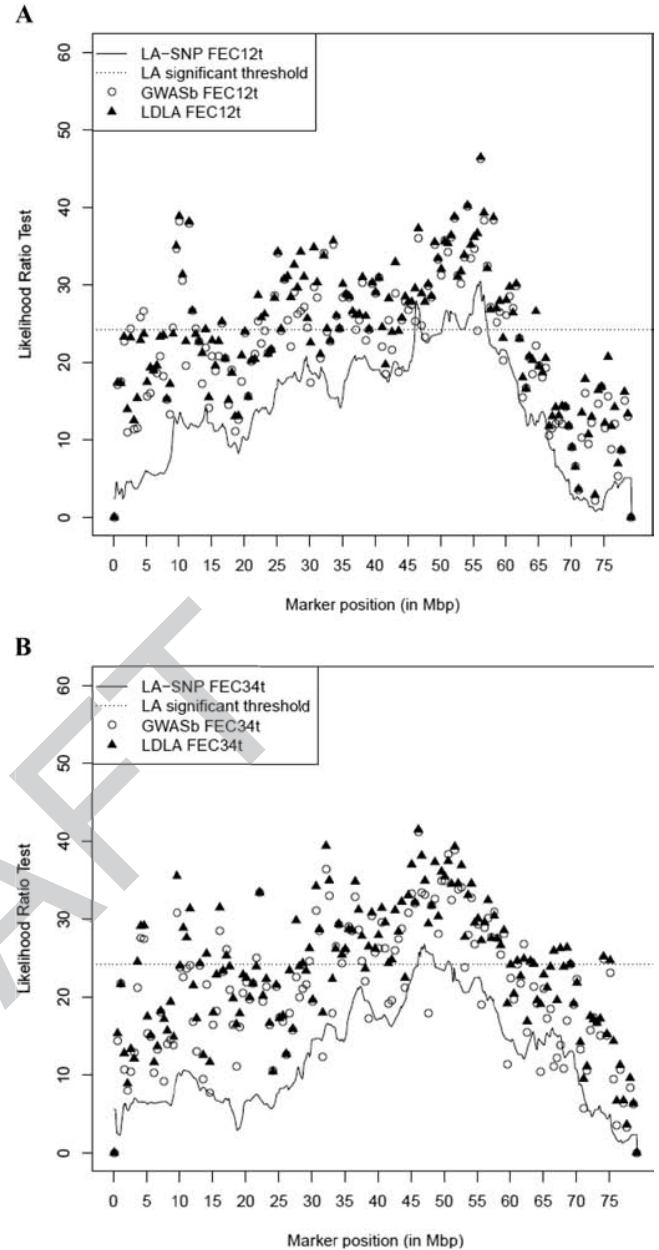 A
LA-SNP FEC12t
LA significant threshold
GWASb FEC12t
LDLA FEC12t
60
50
40
30
20
10
0
Likelihood Ratio Test
0 5 10 15 20 25 30 35 40 45 50 55 60 65 70 75
Marker position (in Mbp)
B
LA-SNP FEC34t
LA significant threshold
GWASb FEC34t
LDLA FEC34t
60
50
40
30
20
10
0
Likelihood Ratio Test
0 5 10 15 20 25 30 35 40 45 50 55 60 65 70 75
Marker position (in Mbp)
AFT